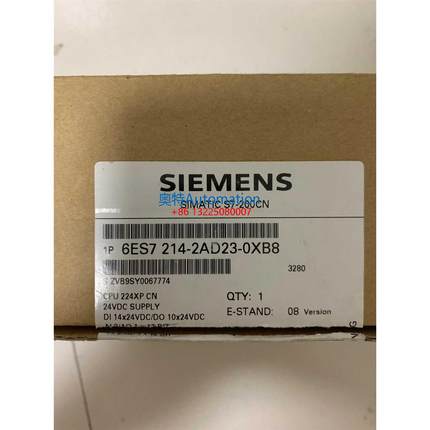 SIEMENS
SIMATIC S7-200CN
奥特Automation
+86 13225080007
1P 6ES7 214-2AD23-0XB8
3280
S ZVB9SY0067774
CPU 224XP CN
QTY: 1
24VDC SUPPLY
E-STAND: 08 Version
DI 14x24VDC/DO 10x24VDC